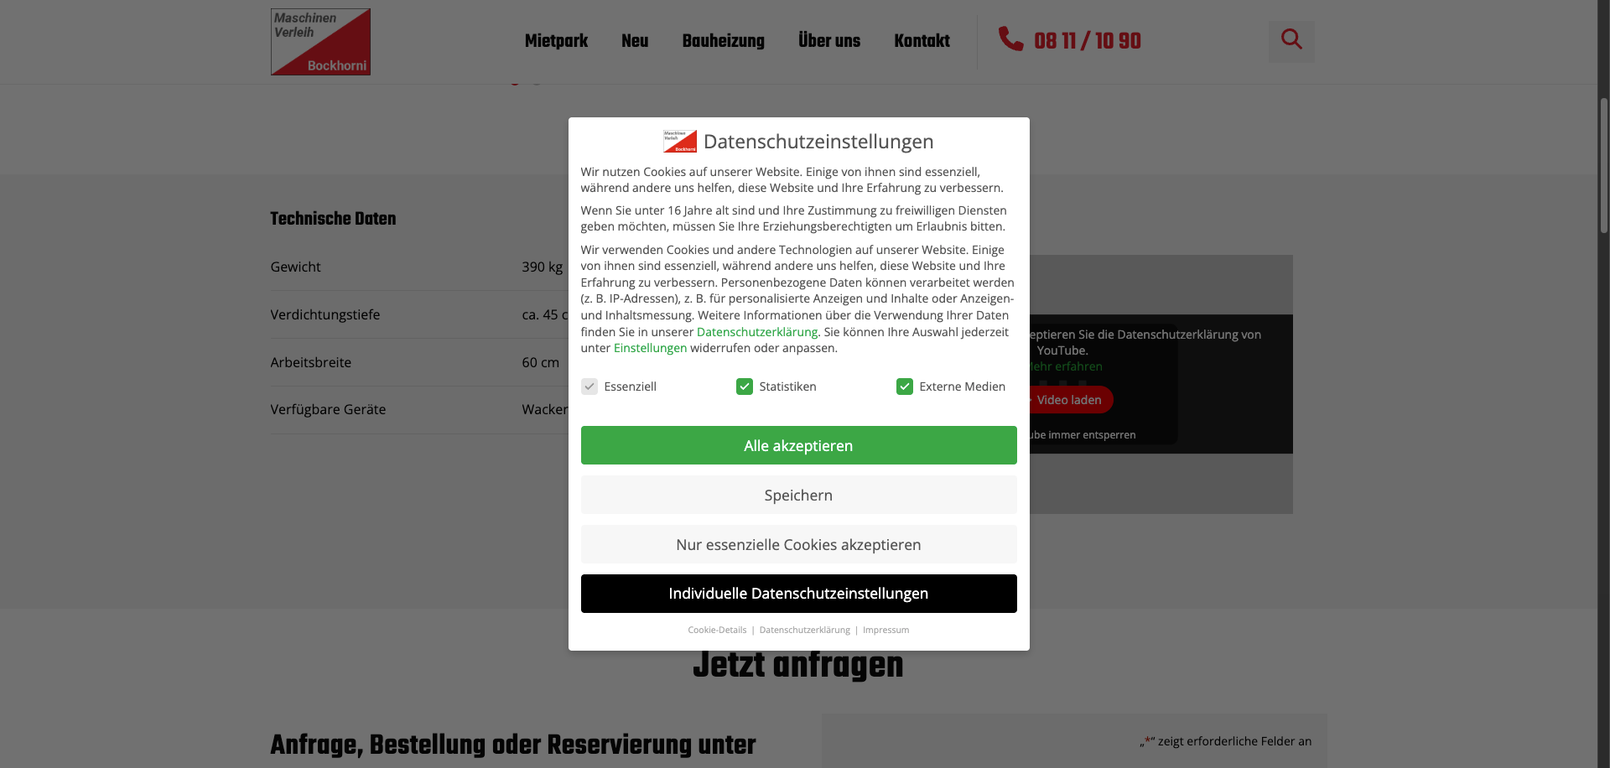 Maschinen
Verleih
Bockhorni
Mietpark Neu Bauheizung Über uns Kontakt 08 11 / 10 90
Datenschutzeinstellungen
Wir nutzen Cookies auf unserer Website. Einige von ihnen sind essenziell,
während andere uns helfen, diese Website und Ihre Erfahrung zu verbessern.
Wenn Sie unter 16 Jahre alt sind und Ihre Zustimmung zu freiwilligen Diensten
geben möchten, müssen Sie Ihre Erziehungsberechtigten um Erlaubnis bitten.
Wir verwenden Cookies und andere Technologien auf unserer Website. Einige
von ihnen sind essenziell, während andere uns helfen, diese Website und Ihre
Erfahrung zu verbessern. Personenbezogene Daten können verarbeitet werden
(z. B. IP-Adressen), z. B. für personalisierte Anzeigen und Inhalte oder Anzeigen-
und Inhaltsmessung. Weitere Informationen über die Verwendung Ihrer Daten
finden Sie in unserer Datenschutzerklärung. Sie können Ihre Auswahl jederzeit
unter Einstellungen widerrufen oder anpassen.
Essenziell Statistiken Externe Medien
Alle akzeptieren
Speichern
Nur essenzielle Cookies akzeptieren
Individuelle Datenschutzeinstellungen
Cookie-Details | Datenschutzerklärung | Impressum
Technische Daten
Gewicht 390 kg
Verdichtungstiefe ca. 45 c
Arbeitsbreite 60 cm
Verfügbare Geräte Wacker
eptieren Sie die Datenschutzerklärung von
YouTube.
ehr erfahren
Video laden
ube immer entsperren
Jetzt anfragen
Anfrage, Bestellung oder Reservierung unter
„*“ zeigt erforderliche Felder an